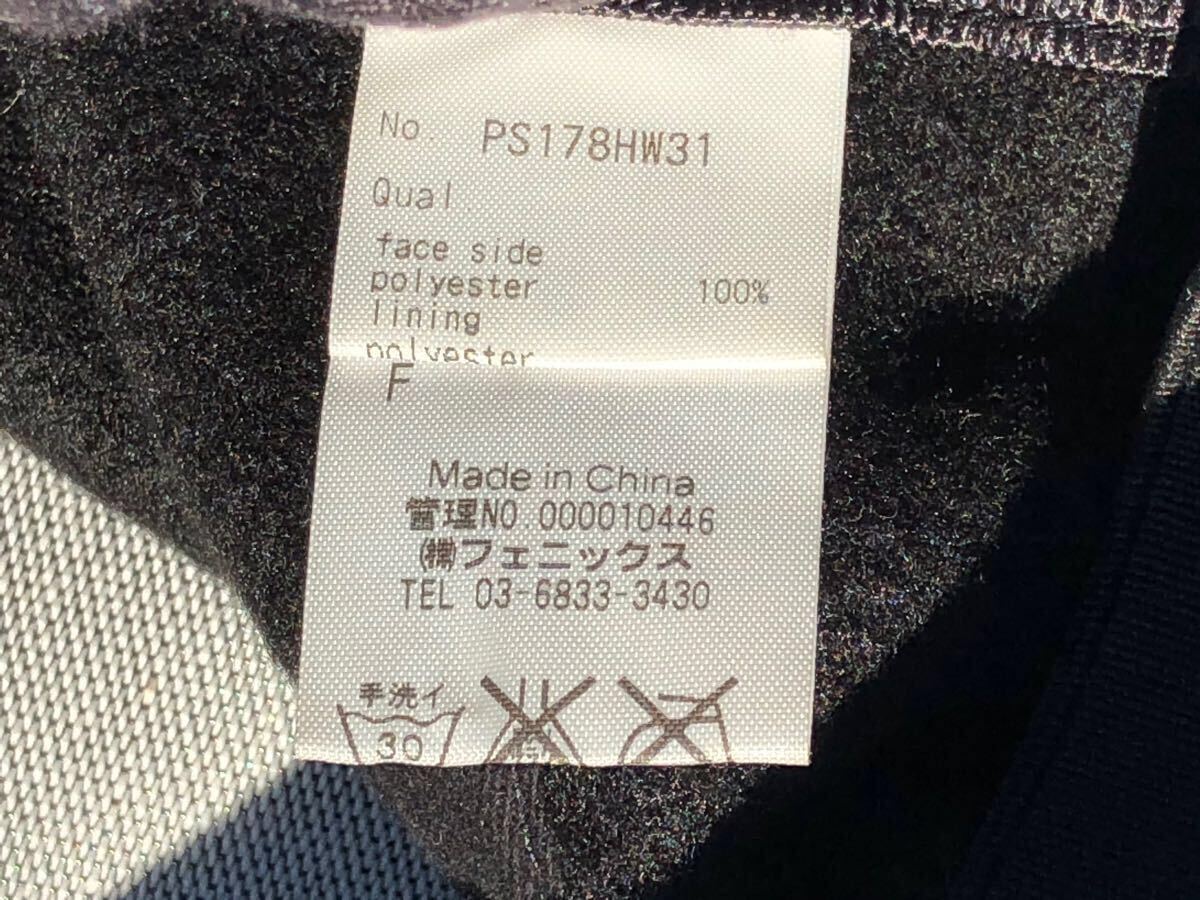 No PS178HW31
Qual
face side
polyester 100%
lining
polyester
F
Made in China
管理NO.000010446
㈱フェニックス
TEL 03-6833-3430
手洗イ
30